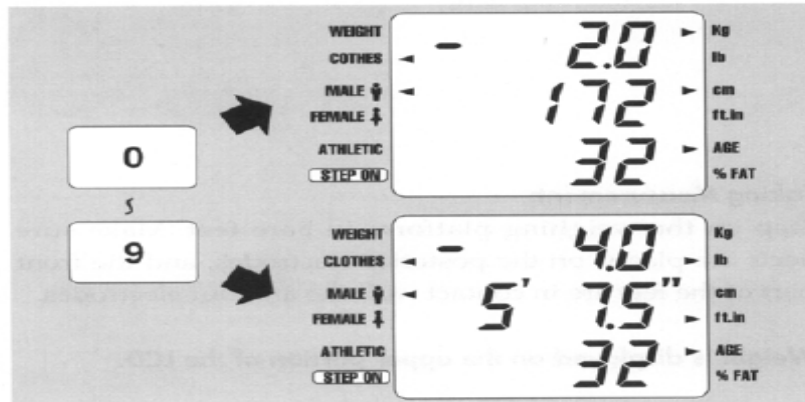 WEIGHT - 2.0 Kg
COTHES lb
MALE 172 cm
FEMALE ft.in
ATHLETIC 32 AGE
STEP ON % FAT
0
9
WEIGHT - 4.0 Kg
CLOTHES lb
MALE 5' 7.5" cm
FEMALE ft.in
ATHLETIC 32 AGE
STEP ON % FAT